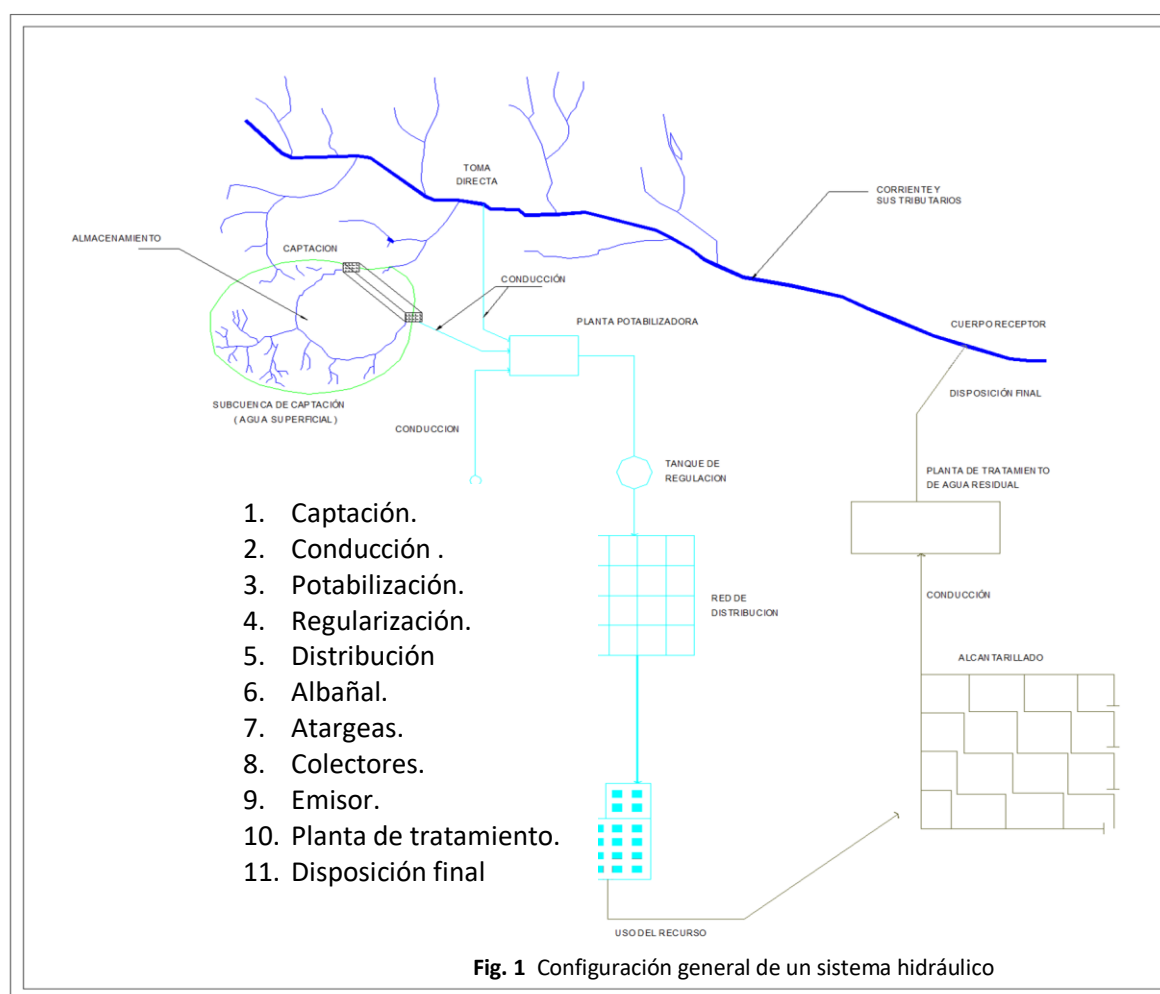 TOMA
DIRECTA
CORRIENTE Y
SUS TRIBUTARIOS
ALMACENAMIENTO
CAPTACION
CONDUCCIÓN
PLANTA POTABILIZADORA
CUERPO RECEPTOR
SUBCUENCA DE CAPTACIÓN
( AGUA SUPERFICIAL )
DISPOSICIÓN FINAL
CONDUCCION
TANQUE DE
REGULACION
PLANTA DE TRATAMIENTO
DE AGUA RESIDUAL
1. Captación.
2. Conducción .
3. Potabilización.
4. Regularización.
5. Distribución
6. Albañal.
7. Atargeas.
8. Colectores.
9. Emisor.
10. Planta de tratamiento.
11. Disposición final
RED DE
DISTRIBUCION
CONDUCCIÓN
ALCANTARILLADO
USO DEL RECURSO
Fig. 1 Configuración general de un sistema hidráulico